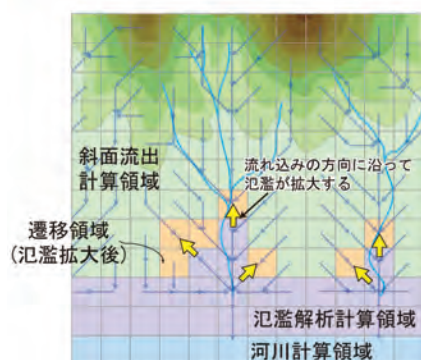 斜面流出
計算領域
流れ込みの方向に沿って
氾濫が拡大する
遷移領域
(氾濫拡大後)
氾濫解析計算領域
河川計算領域